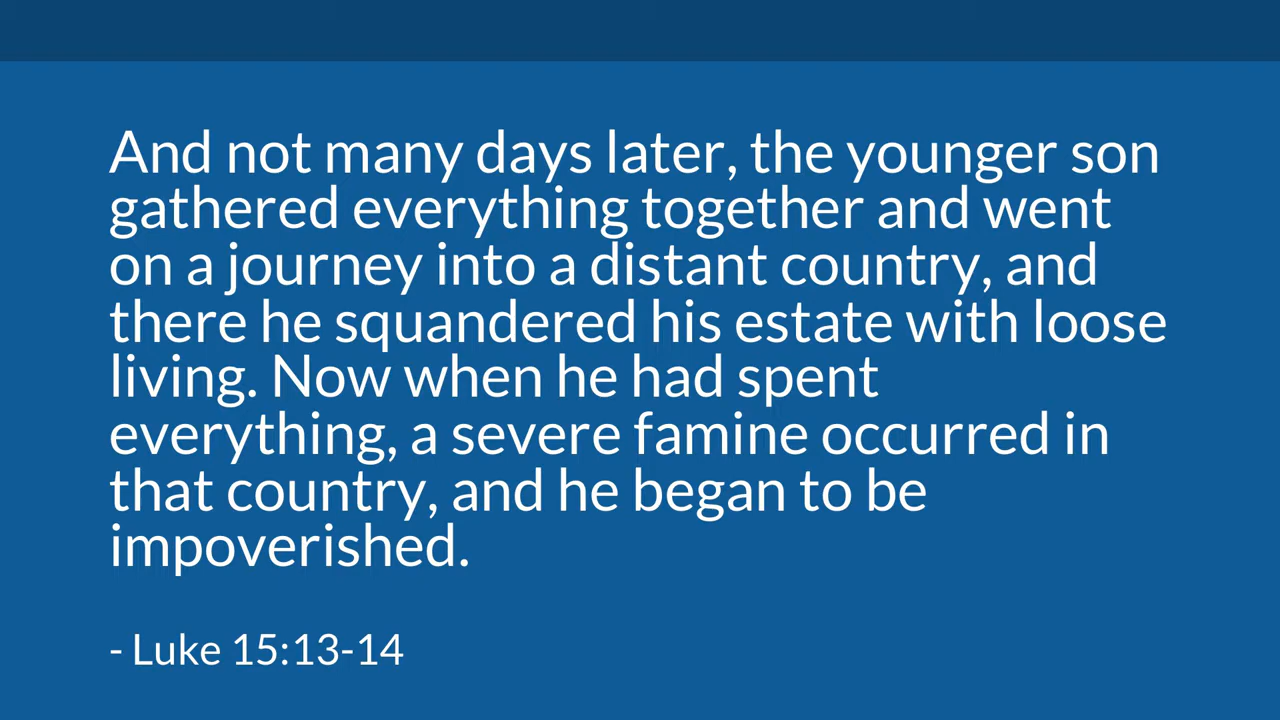 And not many days later, the younger son
gathered everything together and went
on a journey into a distant country, and
there he squandered his estate with loose
living. Now when he had spent
everything, a severe famine occurred in
that country, and he began to be
impoverished.
- Luke 15:13-14